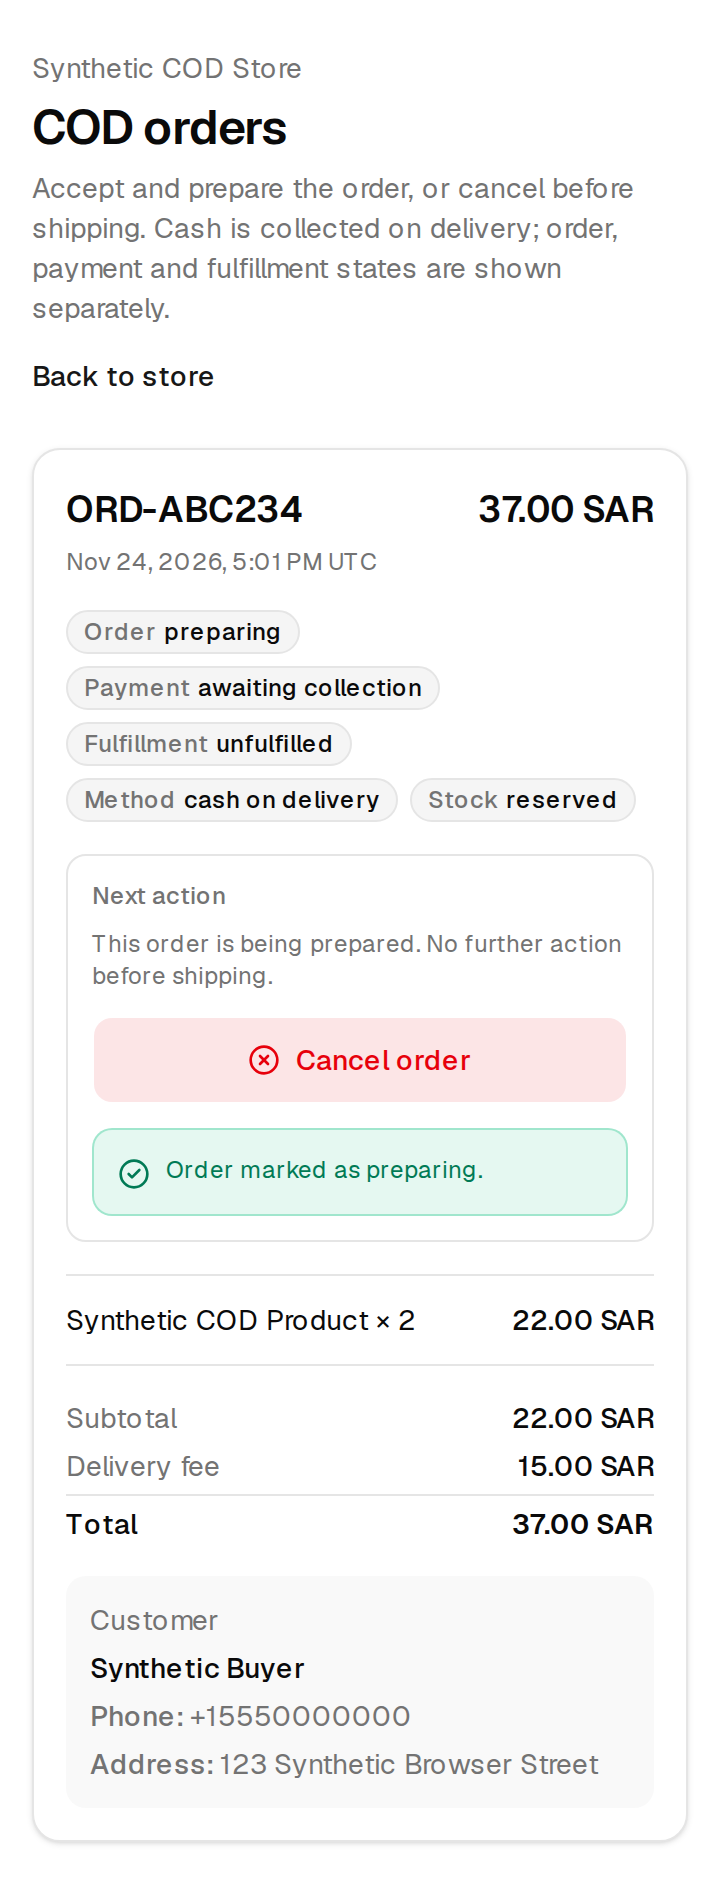 Synthetic COD Store
COD orders
Accept and prepare the order, or cancel before
shipping. Cash is collected on delivery; order,
payment and fulfillment states are shown
separately.
Back to store
ORD-ABC234 37.00 SAR
Nov 24, 2026, 5:01 PM UTC
Order preparing
Payment awaiting collection
Fulfillment unfulfilled
Method cash on delivery Stock reserved
Next action
This order is being prepared. No further action
before shipping.
Cancel order
Order marked as preparing.
Synthetic COD Product × 2 22.00 SAR
Subtotal 22.00 SAR
Delivery fee 15.00 SAR
Total 37.00 SAR
Customer
Synthetic Buyer
Phone: +15550000000
Address: 123 Synthetic Browser Street